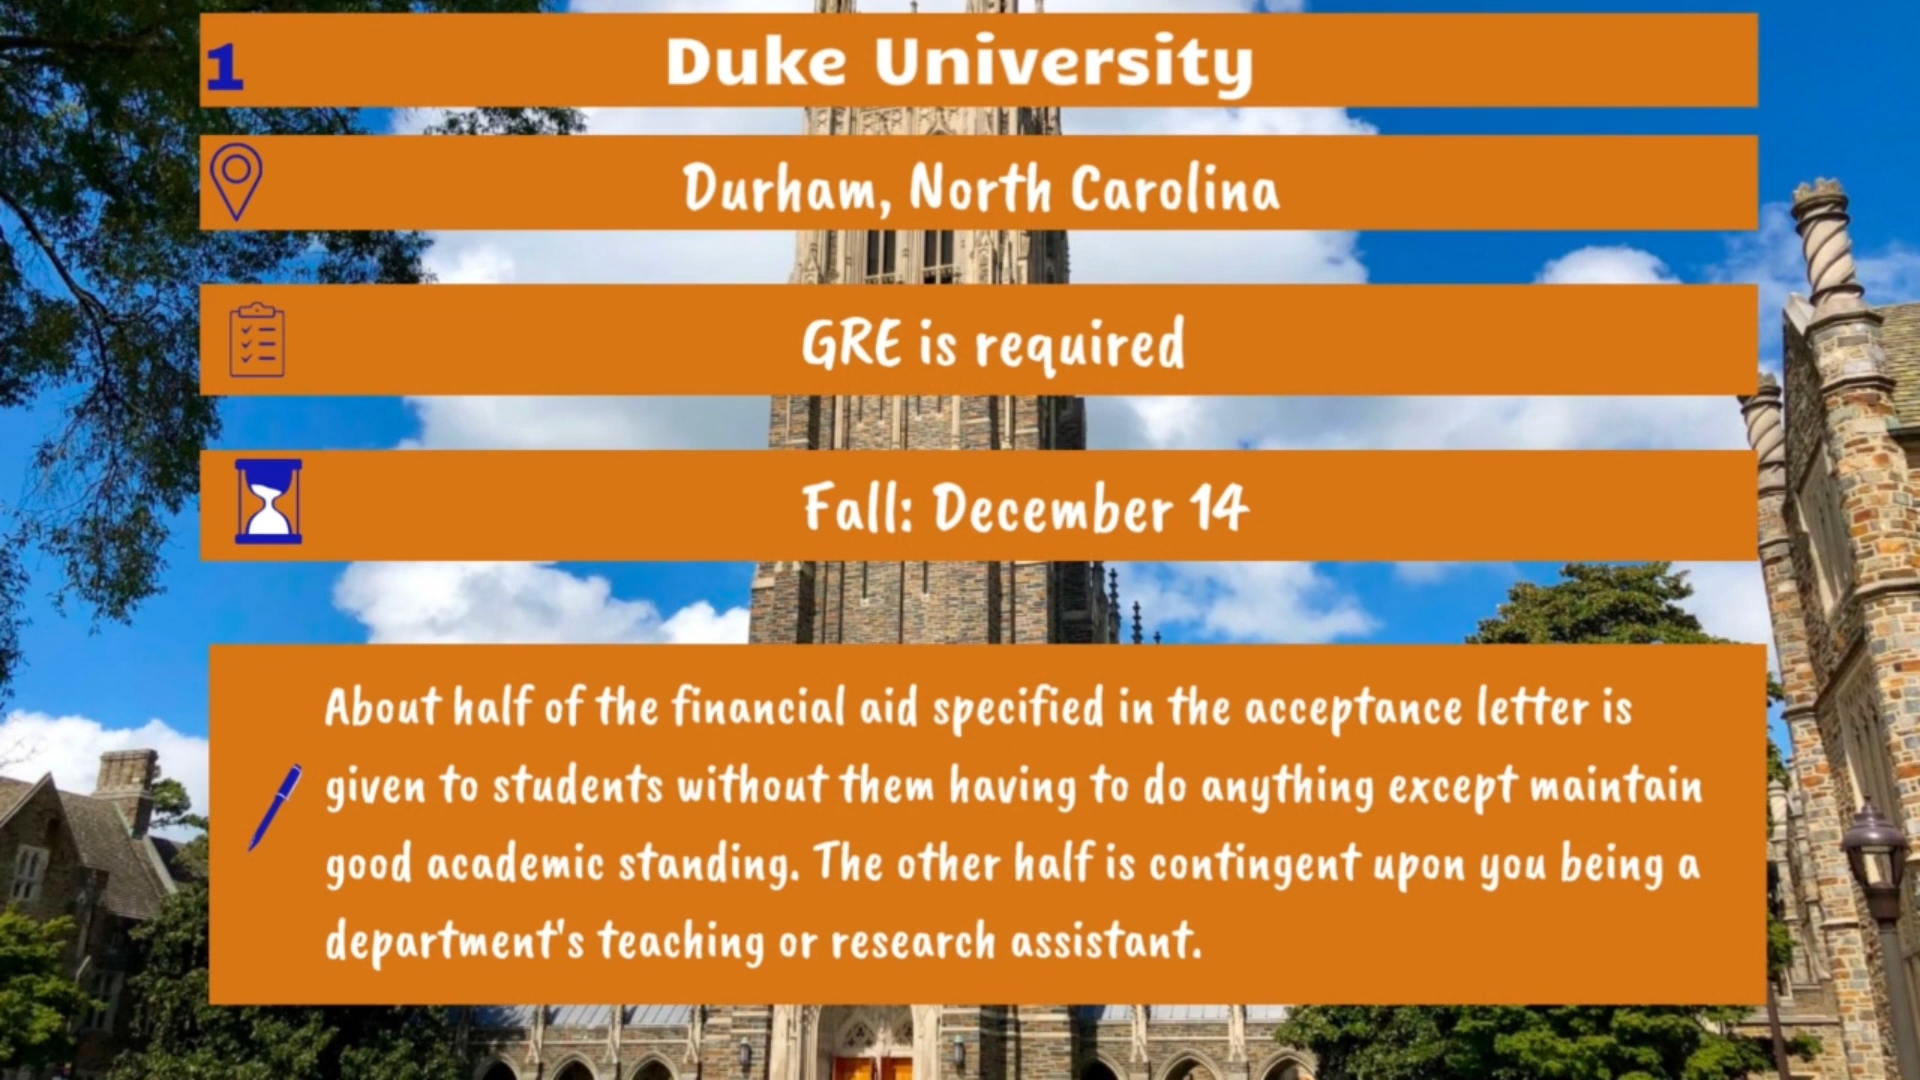 1 Duke University
Durham, North Carolina
GRE is required
Fall: December 14
About half of the financial aid specified in the acceptance letter is
given to students without them having to do anything except maintain
good academic standing. The other half is contingent upon you being a
department's teaching or research assistant.